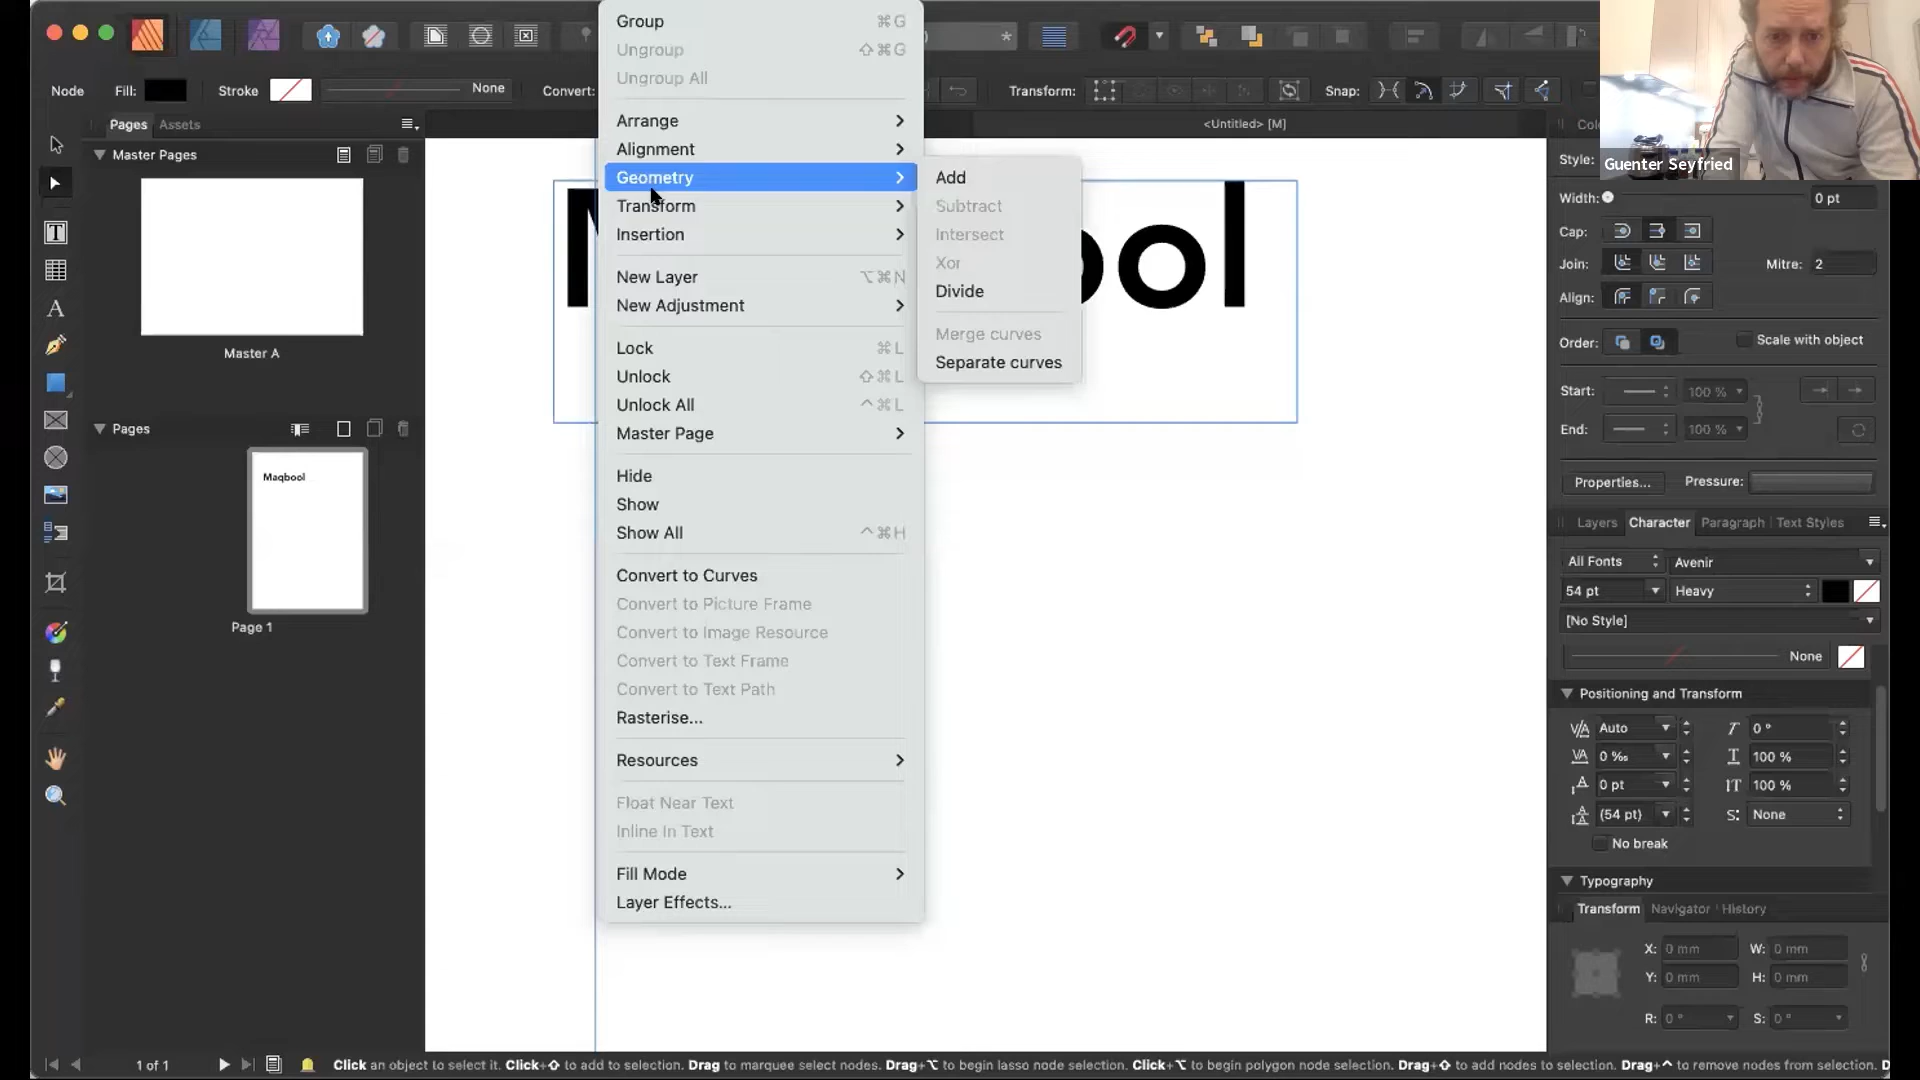 Group ⌘G
Ungroup ⇧⌘G
Ungroup All
Arrange
Alignment
Geometry
Transform
Insertion
New Layer ⌥⌘N
New Adjustment
Lock ⌘L
Unlock ⇧⌘L
Unlock All ^⌘L
Master Page
Hide
Show
Show All ^⌘H
Convert to Curves
Convert to Picture Frame
Convert to Image Resource
Convert to Text Frame
Convert to Text Path
Rasterise...
Resources
Float Near Text
Inline In Text
Fill Mode
Layer Effects...
Add
Subtract
Intersect
Xor
Divide
Merge curves
Separate curves
Node Fill: Stroke None Convert: Transform: Snap:
<Untitled> [M]
Pages Assets
Master Pages
Master A
Pages
Maqbool
Page 1
ool
Guenter Seyfried
Style:
Width: 0 pt
Cap:
Join: Mitre: 2
Align:
Order: Scale with object
Start: 100 %
End: 100 %
Properties... Pressure:
Layers Character Paragraph Text Styles
All Fonts Avenir
54 pt Heavy
[No Style]
None
Positioning and Transform
Auto 0 °
0 ‰ 100 %
0 pt 100 %
(54 pt) S: None
No break
Typography
Transform Navigator History
X: 0 mm W: 0 mm
Y: 0 mm H: 0 mm
R: 0 ° S: 0 °
1 of 1
Click an object to select it. Click+⇧ to add to selection. Drag to marquee select nodes. Drag+⌥ to begin lasso node selection. Click+⌥ to begin polygon node selection. Drag+⇧ to add nodes to selection. Drag+^ to remove nodes from selection. D